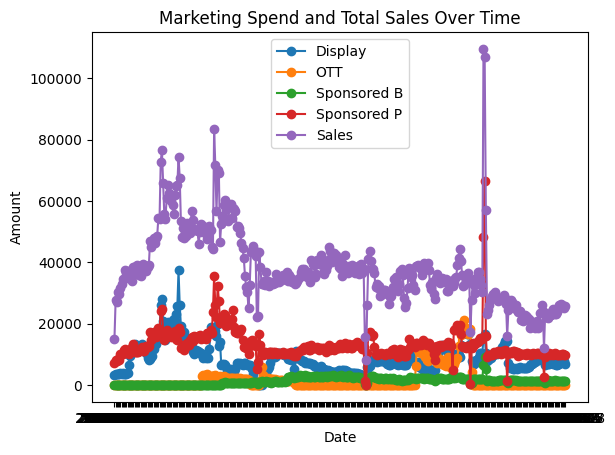 Marketing Spend and Total Sales Over Time
Display
OTT
Sponsored B
Sponsored P
Sales
100000
80000
60000
40000
20000
0
Amount
Date